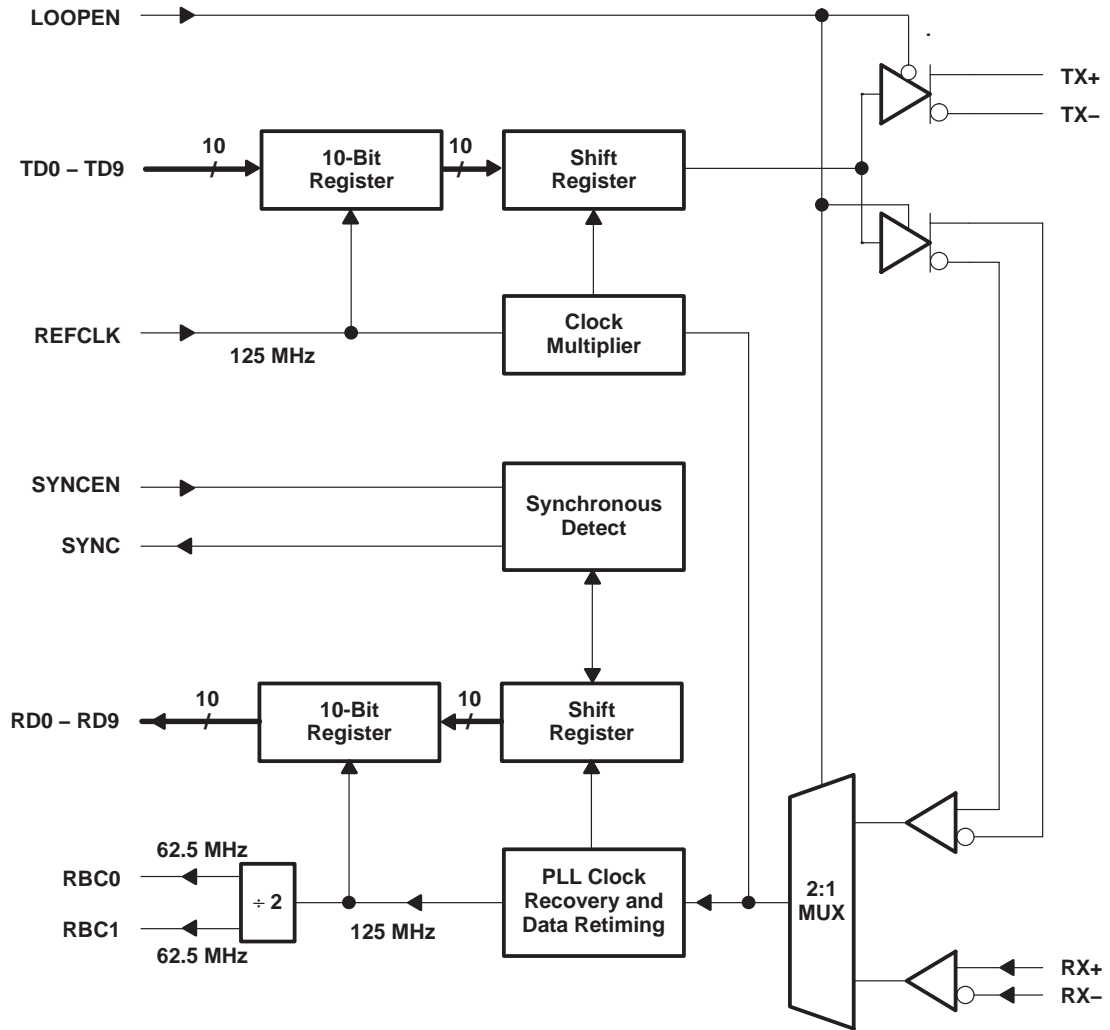 LOOPEN
TX+
TX–
TD0 – TD9
10
10-Bit
Register
10
Shift
Register
REFCLK
125 MHz
Clock
Multiplier
SYNCEN
SYNC
Synchronous
Detect
RD0 – RD9
10
10-Bit
Register
10
Shift
Register
RBC0
RBC1
62.5 MHz
62.5 MHz
÷ 2
125 MHz
PLL Clock
Recovery and
Data Retiming
2:1
MUX
RX+
RX–